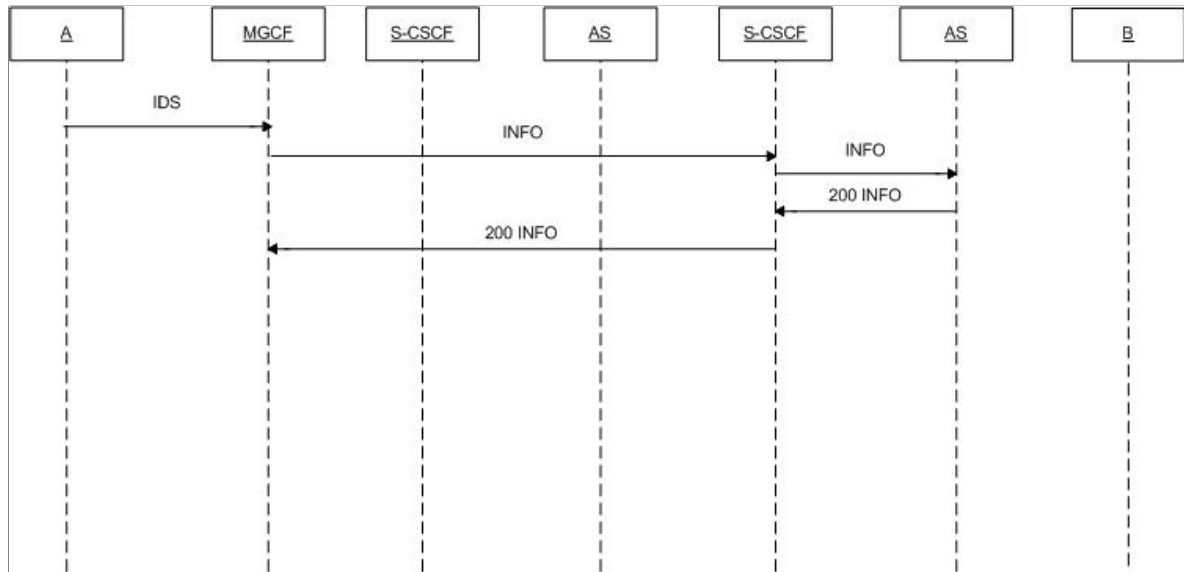 A
MGCF
S-CSCF
AS
S-CSCF
AS
B
IDS
INFO
INFO
200 INFO
200 INFO